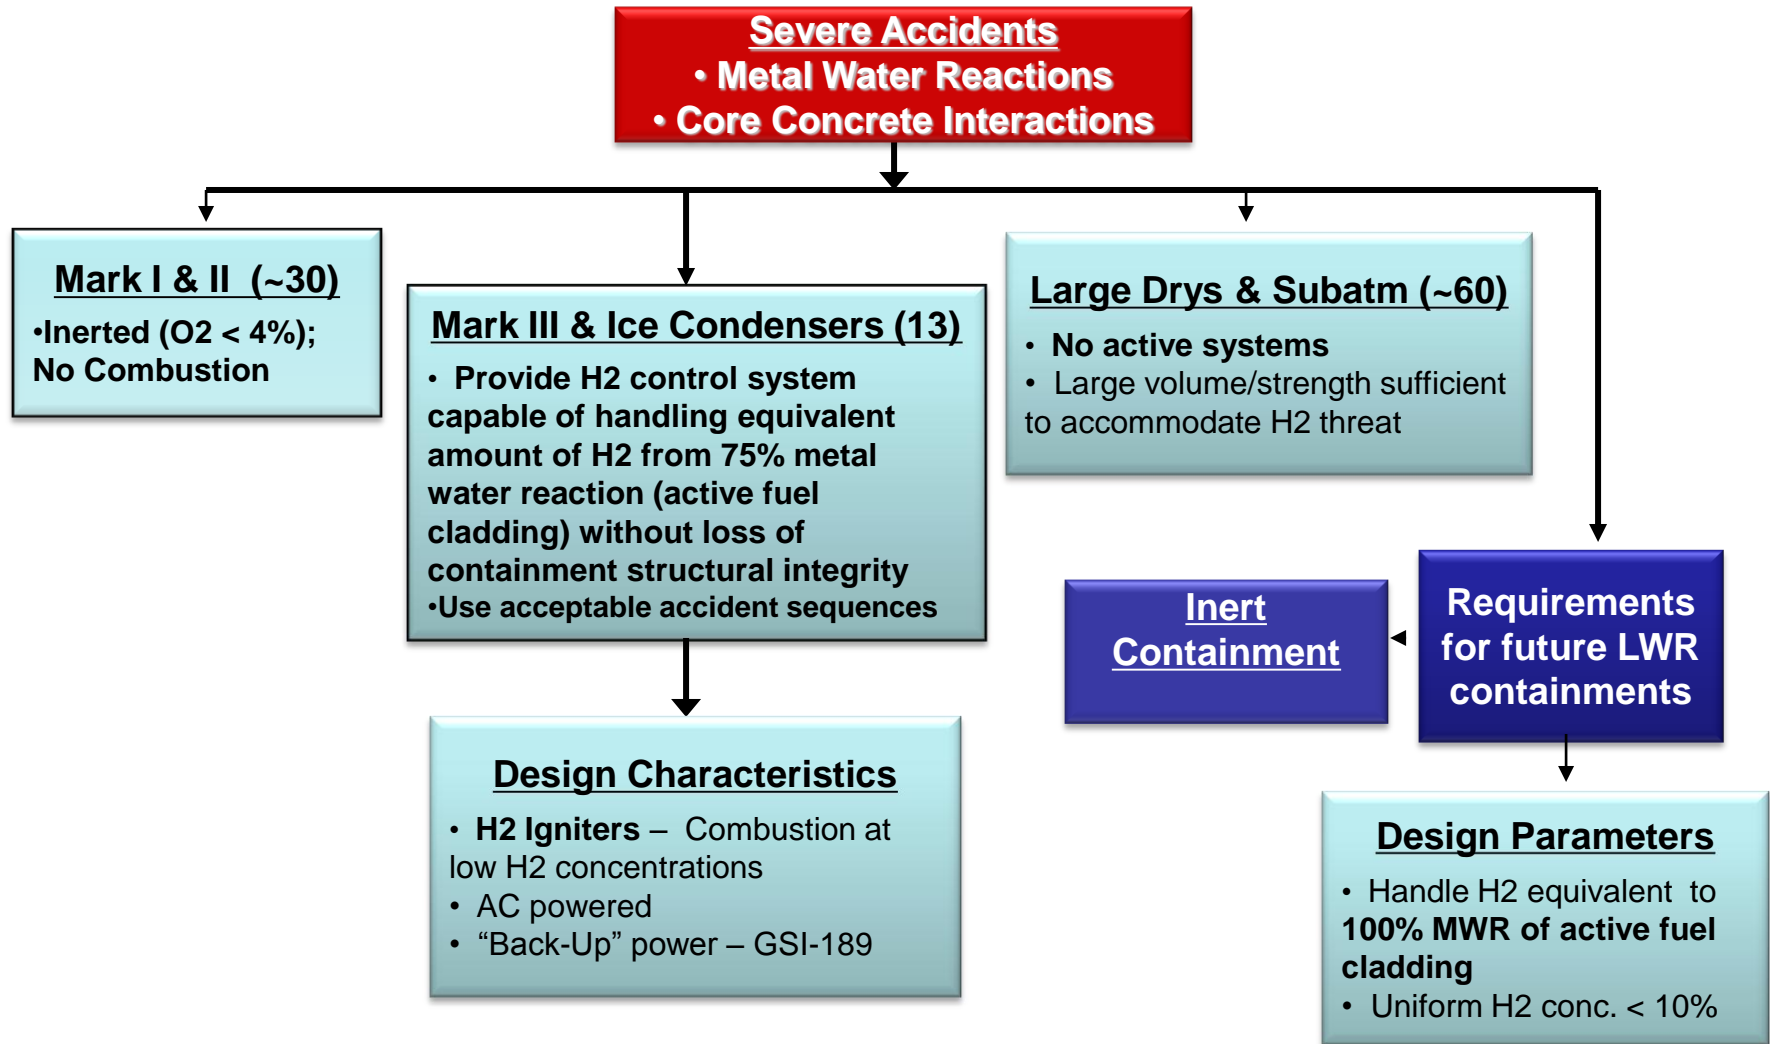 Severe Accidents
• Metal Water Reactions
• Core Concrete Interactions
Mark I & II (~30)
•Inerted (O2 < 4%);
No Combustion
Mark III & Ice Condensers (13)
• Provide H2 control system
capable of handling equivalent
amount of H2 from 75% metal
water reaction (active fuel
cladding) without loss of
containment structural integrity
•Use acceptable accident sequences
Large Drys & Subatm (~60)
• No active systems
• Large volume/strength sufficient
to accommodate H2 threat
Inert
Containment
Requirements
for future LWR
containments
Design Characteristics
• H2 Igniters – Combustion at
low H2 concentrations
• AC powered
• “Back-Up” power – GSI-189
Design Parameters
• Handle H2 equivalent to
100% MWR of active fuel
cladding
• Uniform H2 conc. < 10%